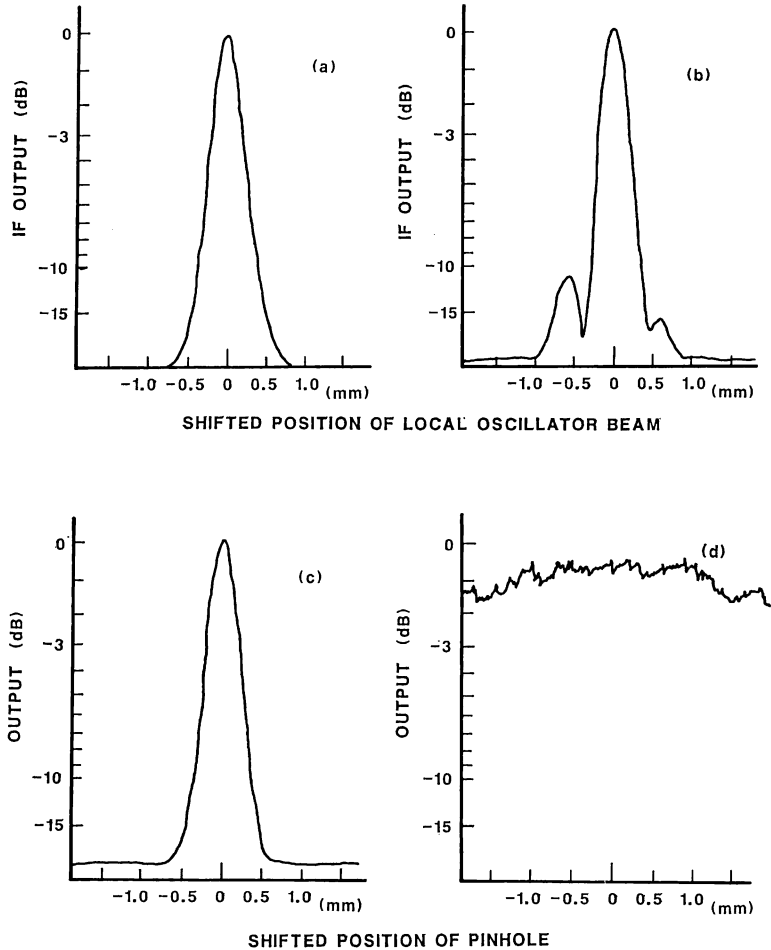 (a)
IF OUTPUT (dB)
0
-3
-10
-15
-1.0 -0.5 0 0.5 1.0 (mm)
(b)
IF OUTPUT (dB)
0
-3
-10
-15
-1.0 -0.5 0 0.5 1.0 (mm)
SHIFTED POSITION OF LOCAL OSCILLATOR BEAM
(c)
OUTPUT (dB)
0
-3
-10
-15
-1.0 -0.5 0 0.5 1.0 (mm)
(d)
OUTPUT (dB)
0
-3
-10
-15
-1.0 -0.5 0 0.5 1.0 (mm)
SHIFTED POSITION OF PINHOLE